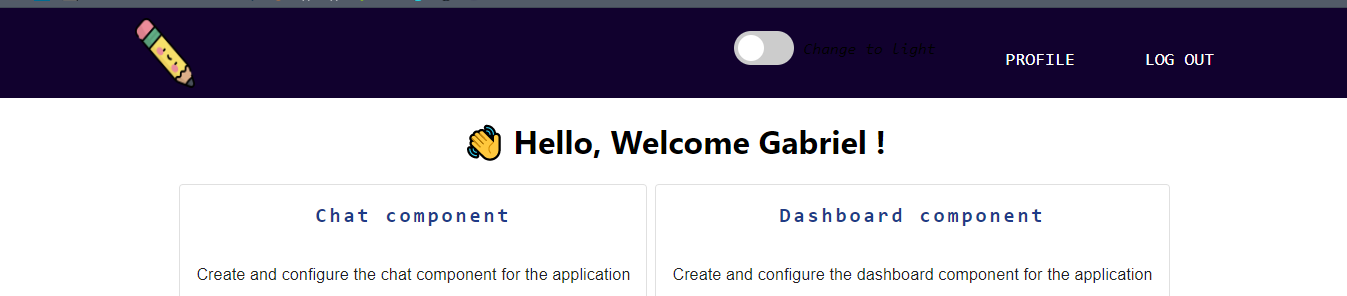 Change to light
PROFILE
LOG OUT
Hello, Welcome Gabriel !
Chat component
Dashboard component
Create and configure the chat component for the application
Create and configure the dashboard component for the application